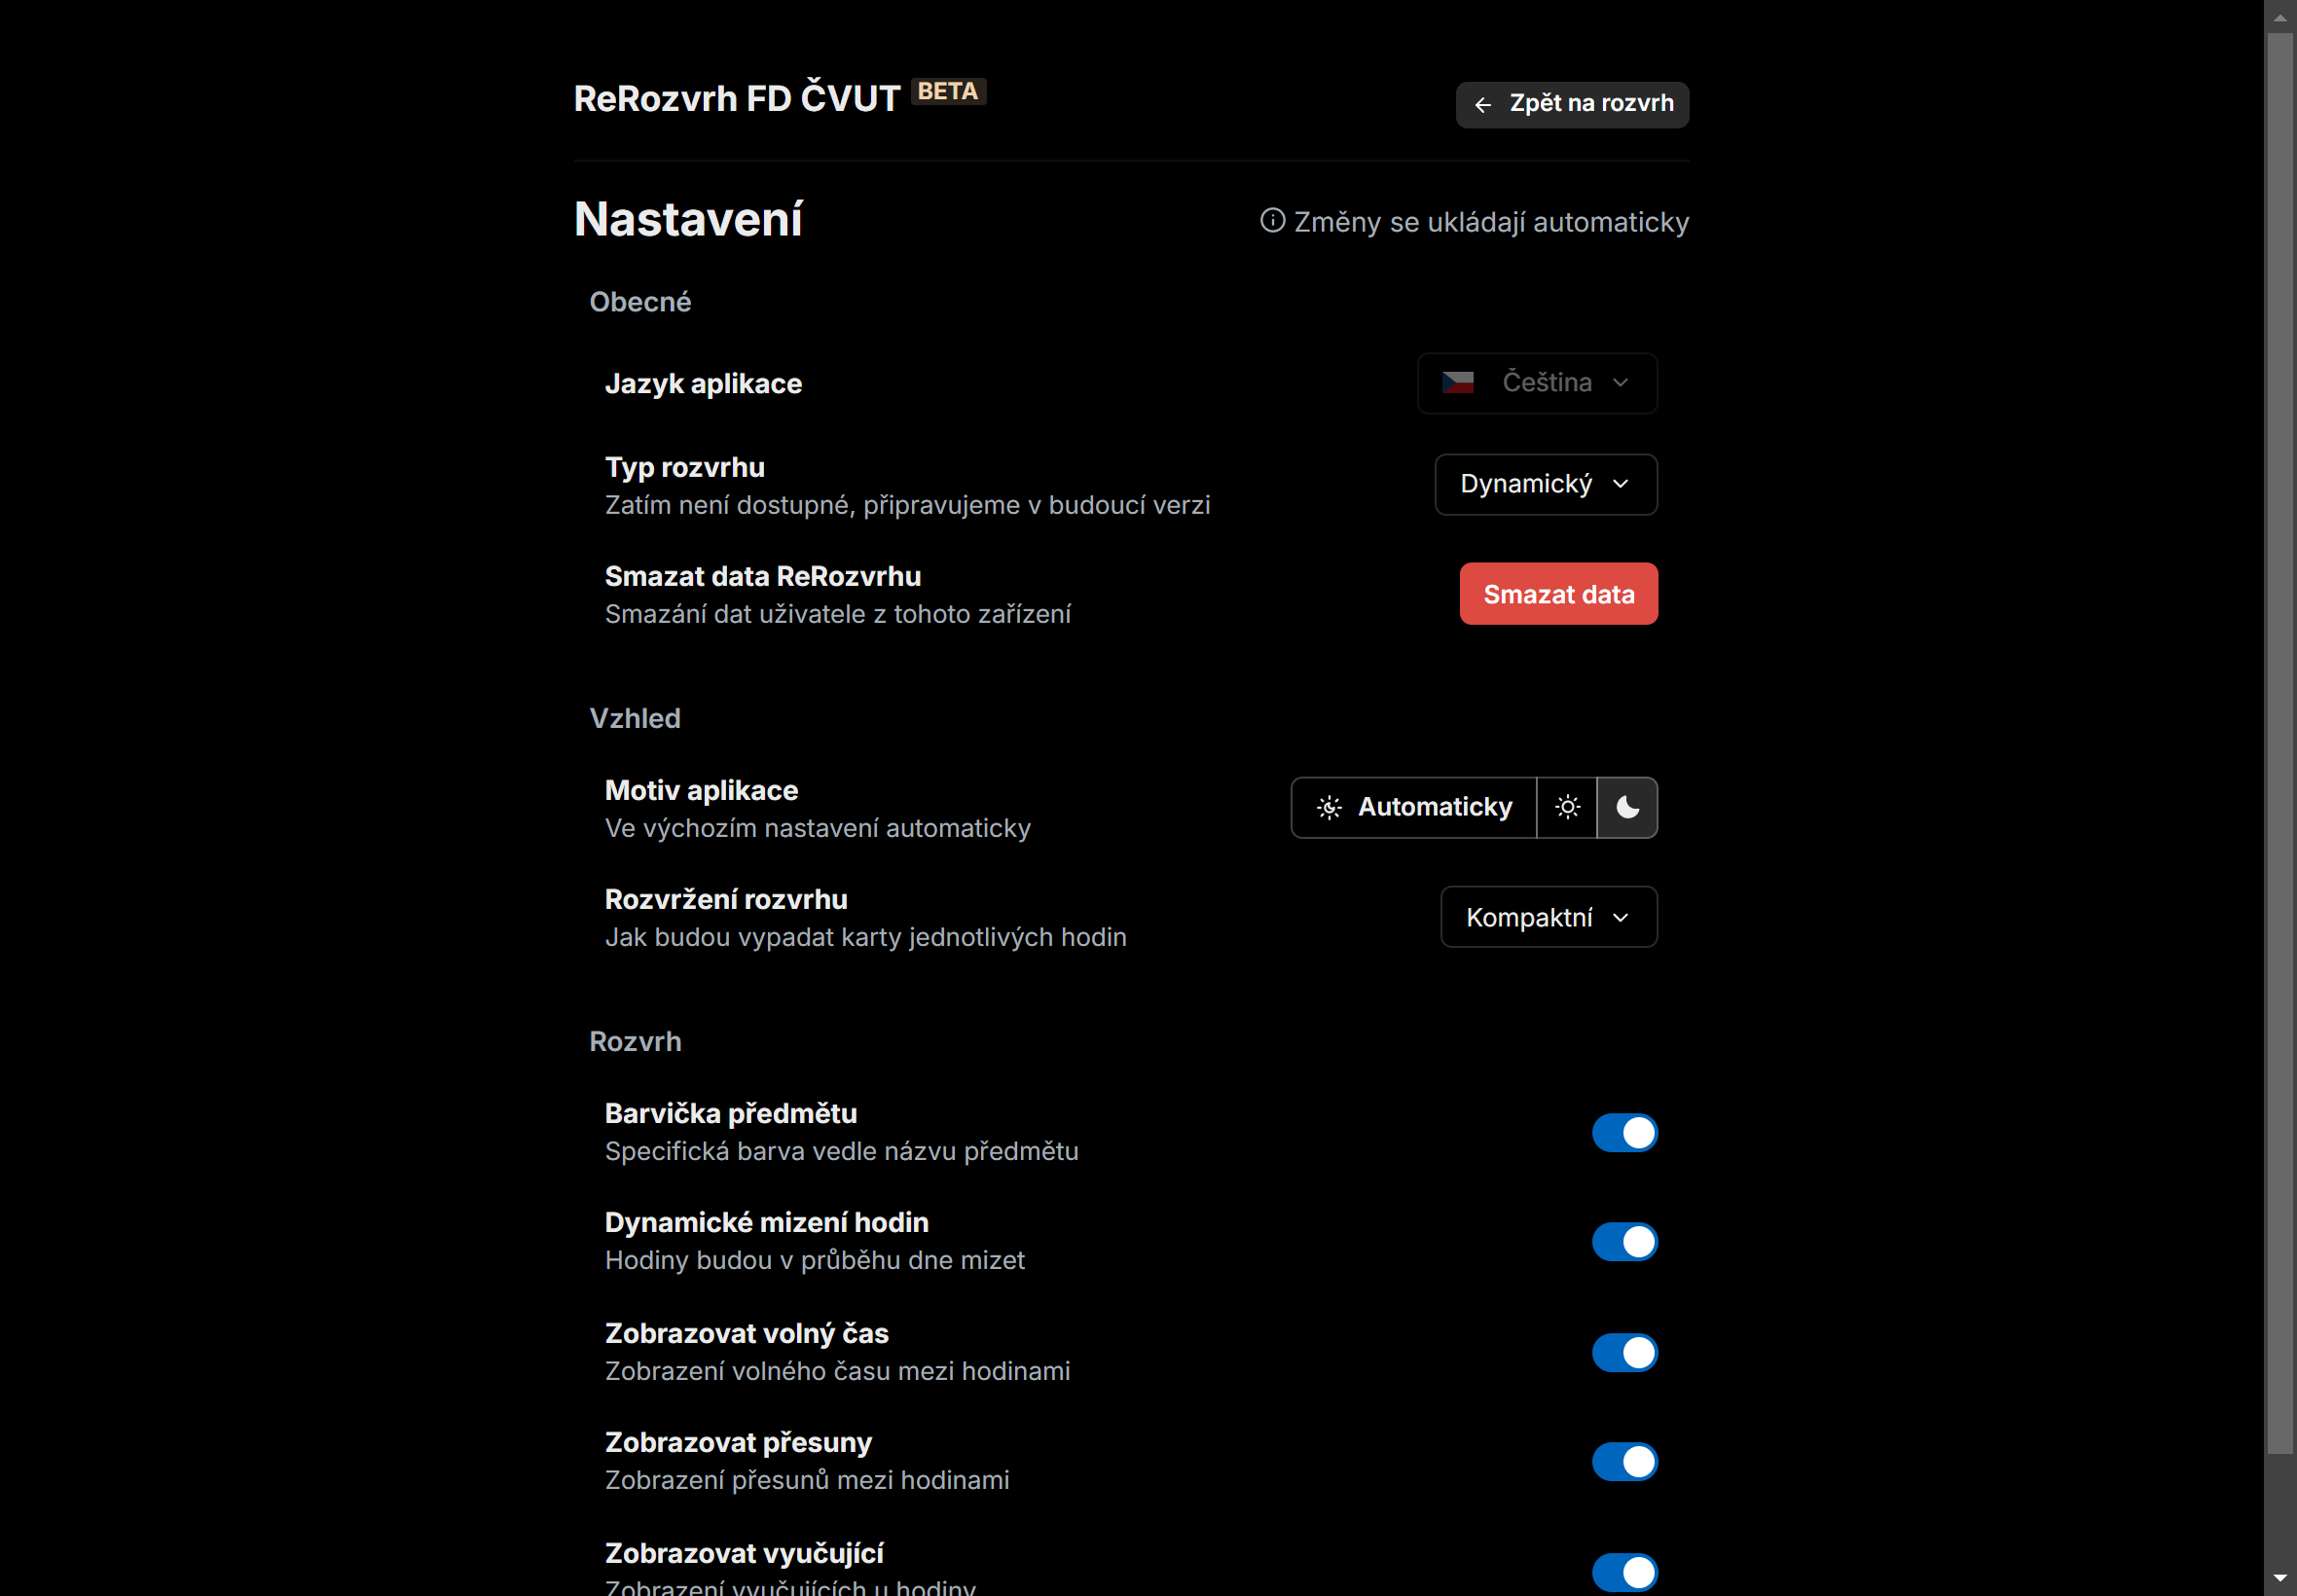 ReRozvrh FD ČVUT BETA
Zpět na rozvrh
Nastavení
Změny se ukládají automaticky
Obecné
Jazyk aplikace
Čeština
Typ rozvrhu
Zatím není dostupné, připravujeme v budoucí verzi
Dynamický
Smazat data ReRozvrhu
Smazání dat uživatele z tohoto zařízení
Smazat data
Vzhled
Motiv aplikace
Ve výchozím nastavení automaticky
Automaticky
Rozvržení rozvrhu
Jak budou vypadat karty jednotlivých hodin
Kompaktní
Rozvrh
Barvička předmětu
Specifická barva vedle názvu předmětu
Dynamické mizení hodin
Hodiny budou v průběhu dne mizet
Zobrazovat volný čas
Zobrazení volného času mezi hodinami
Zobrazovat přesuny
Zobrazení přesunů mezi hodinami
Zobrazovat vyučující
Zobrazení vyučujících u hodiny